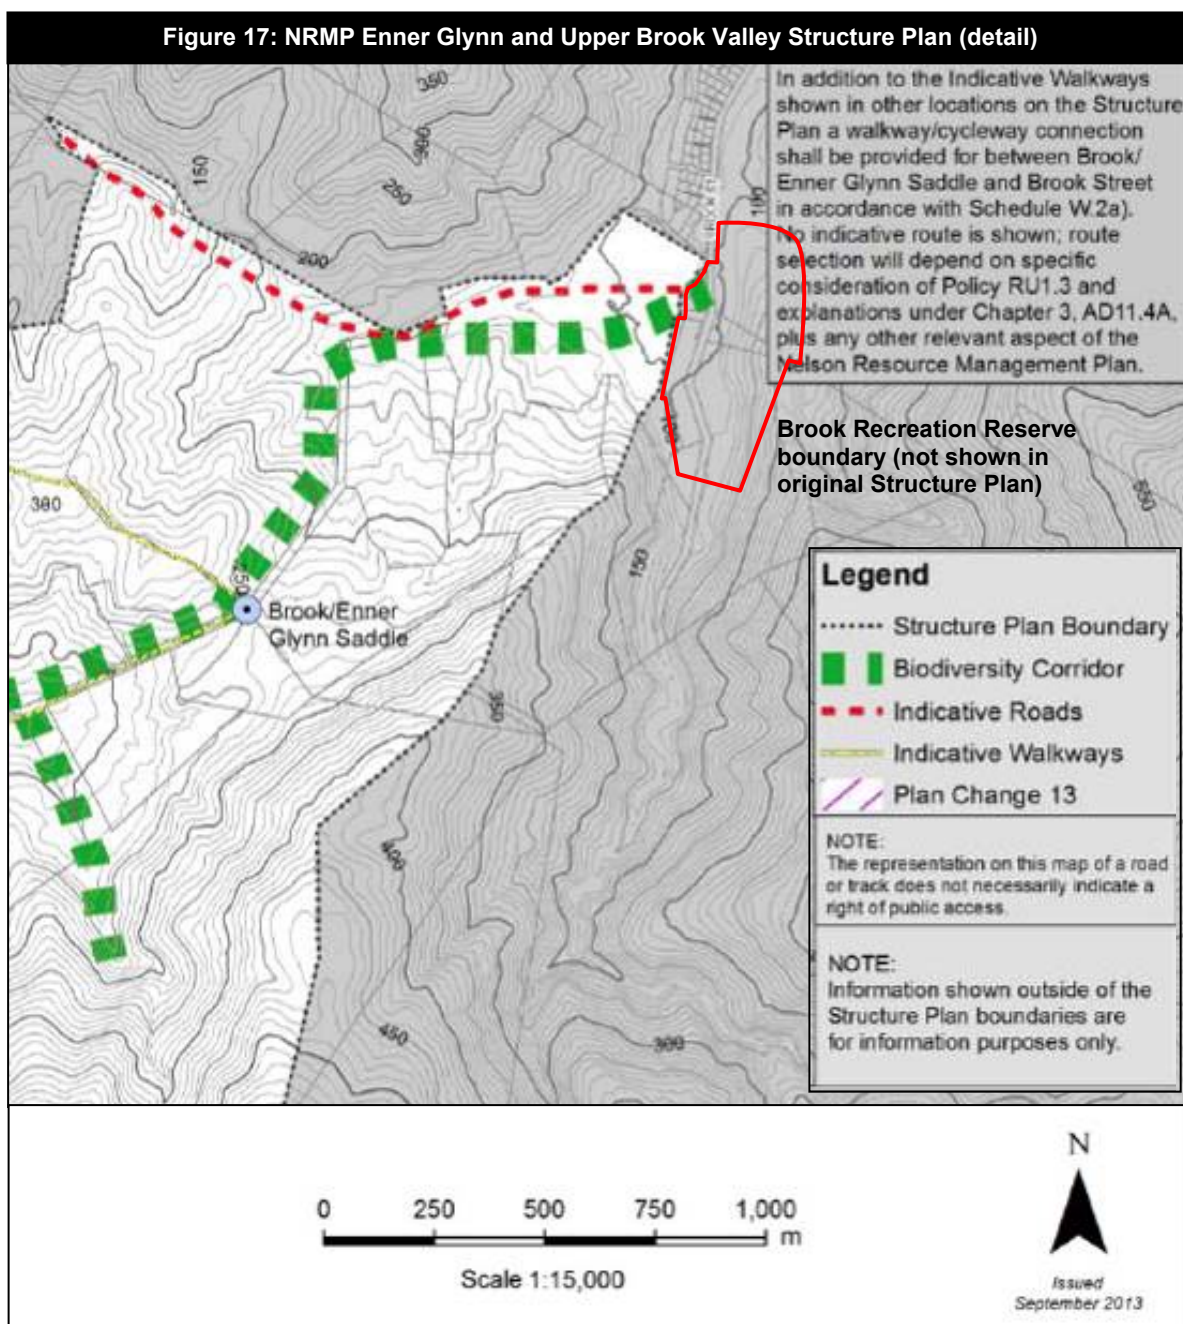 Figure 17: NRMP Enner Glynn and Upper Brook Valley Structure Plan (detail)
In addition to the Indicative Walkways
shown in other locations on the Structure
Plan a walkway/cycleway connection
shall be provided for between Brook/
Enner Glynn Saddle and Brook Street
in accordance with Schedule W.2a).
No indicative route is shown; route
selection will depend on specific
consideration of Policy RU1.3 and
explanations under Chapter 3, AD11.4A,
plus any other relevant aspect of the
Nelson Resource Management Plan.
350
150
250
200
100
100
Brook Recreation Reserve
boundary (not shown in
original Structure Plan)
150
250
Brook/Enner
Glynn Saddle
350
400
450
300
Legend
Structure Plan Boundary
Biodiversity Corridor
Indicative Roads
Indicative Walkways
Plan Change 13
NOTE:
The representation on this map of a road
or track does not necessarily indicate a
right of public access.
NOTE:
Information shown outside of the
Structure Plan boundaries are
for information purposes only.
0 250 500 750 1,000
m
Scale 1:15,000
N
Issued
September 2013